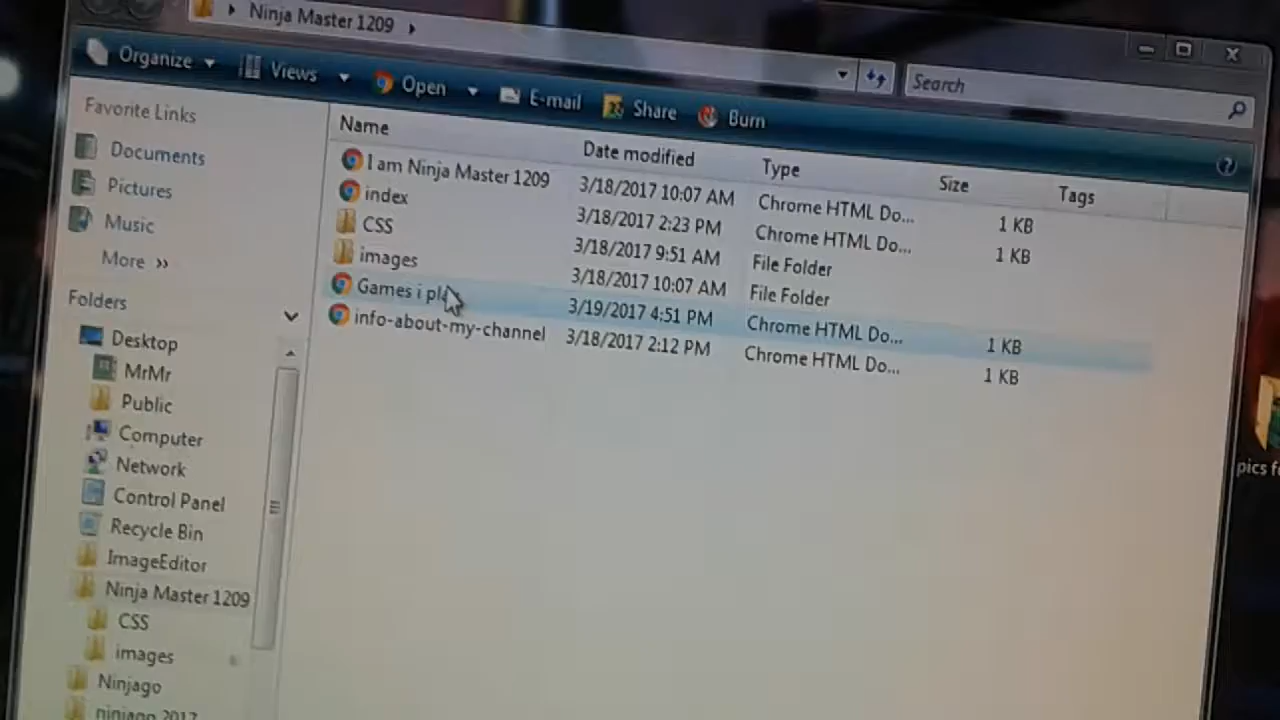 Ninja Master 1209
Organize Views Open E-mail Share Burn
Search
Favorite Links
Documents
Pictures
Music
More »
Folders
Desktop
MrMr
Public
Computer
Network
Control Panel
Recycle Bin
ImageEditor
Ninja Master 1209
CSS
images
Ninjago
ninjago 2017
Name Date modified Type Size Tags
I am Ninja Master 1209 3/18/2017 10:07 AM Chrome HTML Do... 1 KB
index 3/18/2017 2:23 PM Chrome HTML Do... 1 KB
CSS 3/18/2017 9:51 AM File Folder
images 3/18/2017 10:07 AM File Folder
Games i pla 3/19/2017 4:51 PM Chrome HTML Do... 1 KB
info-about-my-channel 3/18/2017 2:12 PM Chrome HTML Do... 1 KB
pics f